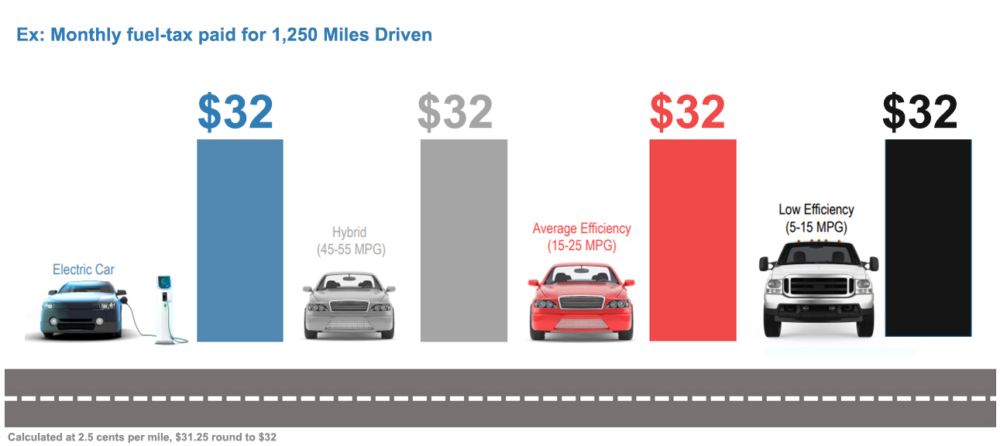 Ex: Monthly fuel-tax paid for 1,250 Miles Driven
$32
$32
$32
$32
Electric Car
Hybrid
(45-55 MPG)
Average Efficiency
(15-25 MPG)
Low Efficiency
(5-15 MPG)
Calculated at 2.5 cents per mile, $31.25 round to $32